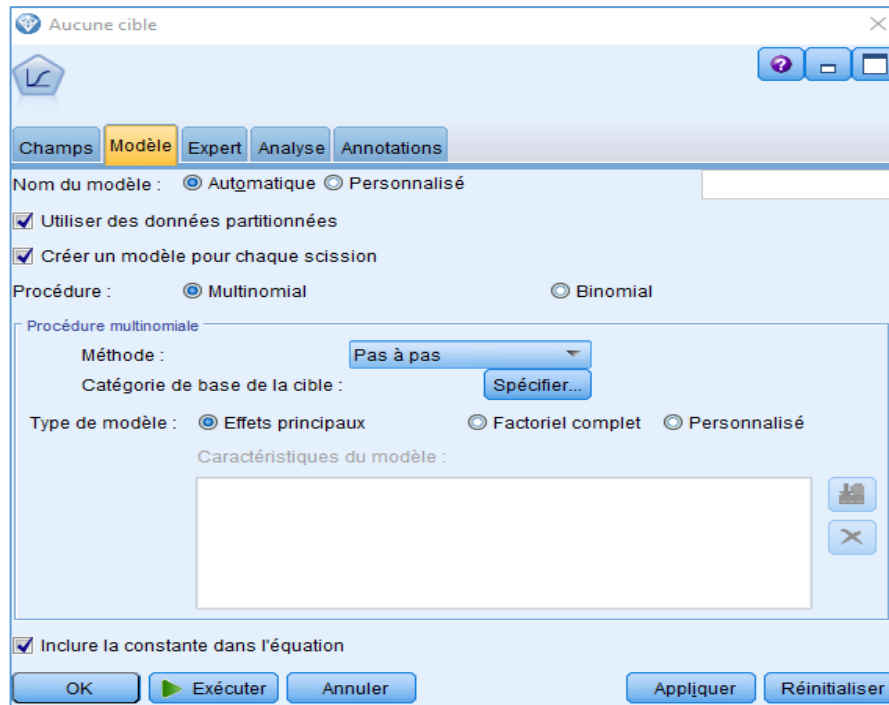 Aucune cible
Champs Modèle Expert Analyse Annotations
Nom du modèle : Automatique Personnalisé
Utiliser des données partitionnées
Créer un modèle pour chaque scission
Procédure : Multinomial Binomial
Procédure multinomiale
Méthode : Pas à pas
Catégorie de base de la cible : Spécifier...
Type de modèle : Effets principaux Factoriel complet Personnalisé
Caractéristiques du modèle :
Inclure la constante dans l'équation
OK Exécuter Annuler Appliquer Réinitialiser